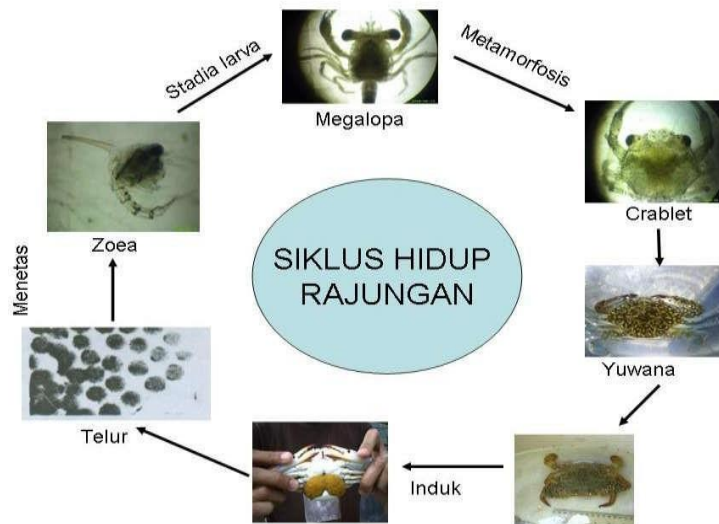 SIKLUS HIDUP
RAJUNGAN
Telur
Menetas
Zoea
Stadia larva
Megalopa
Metamorfosis
Crablet
Yuwana
Induk